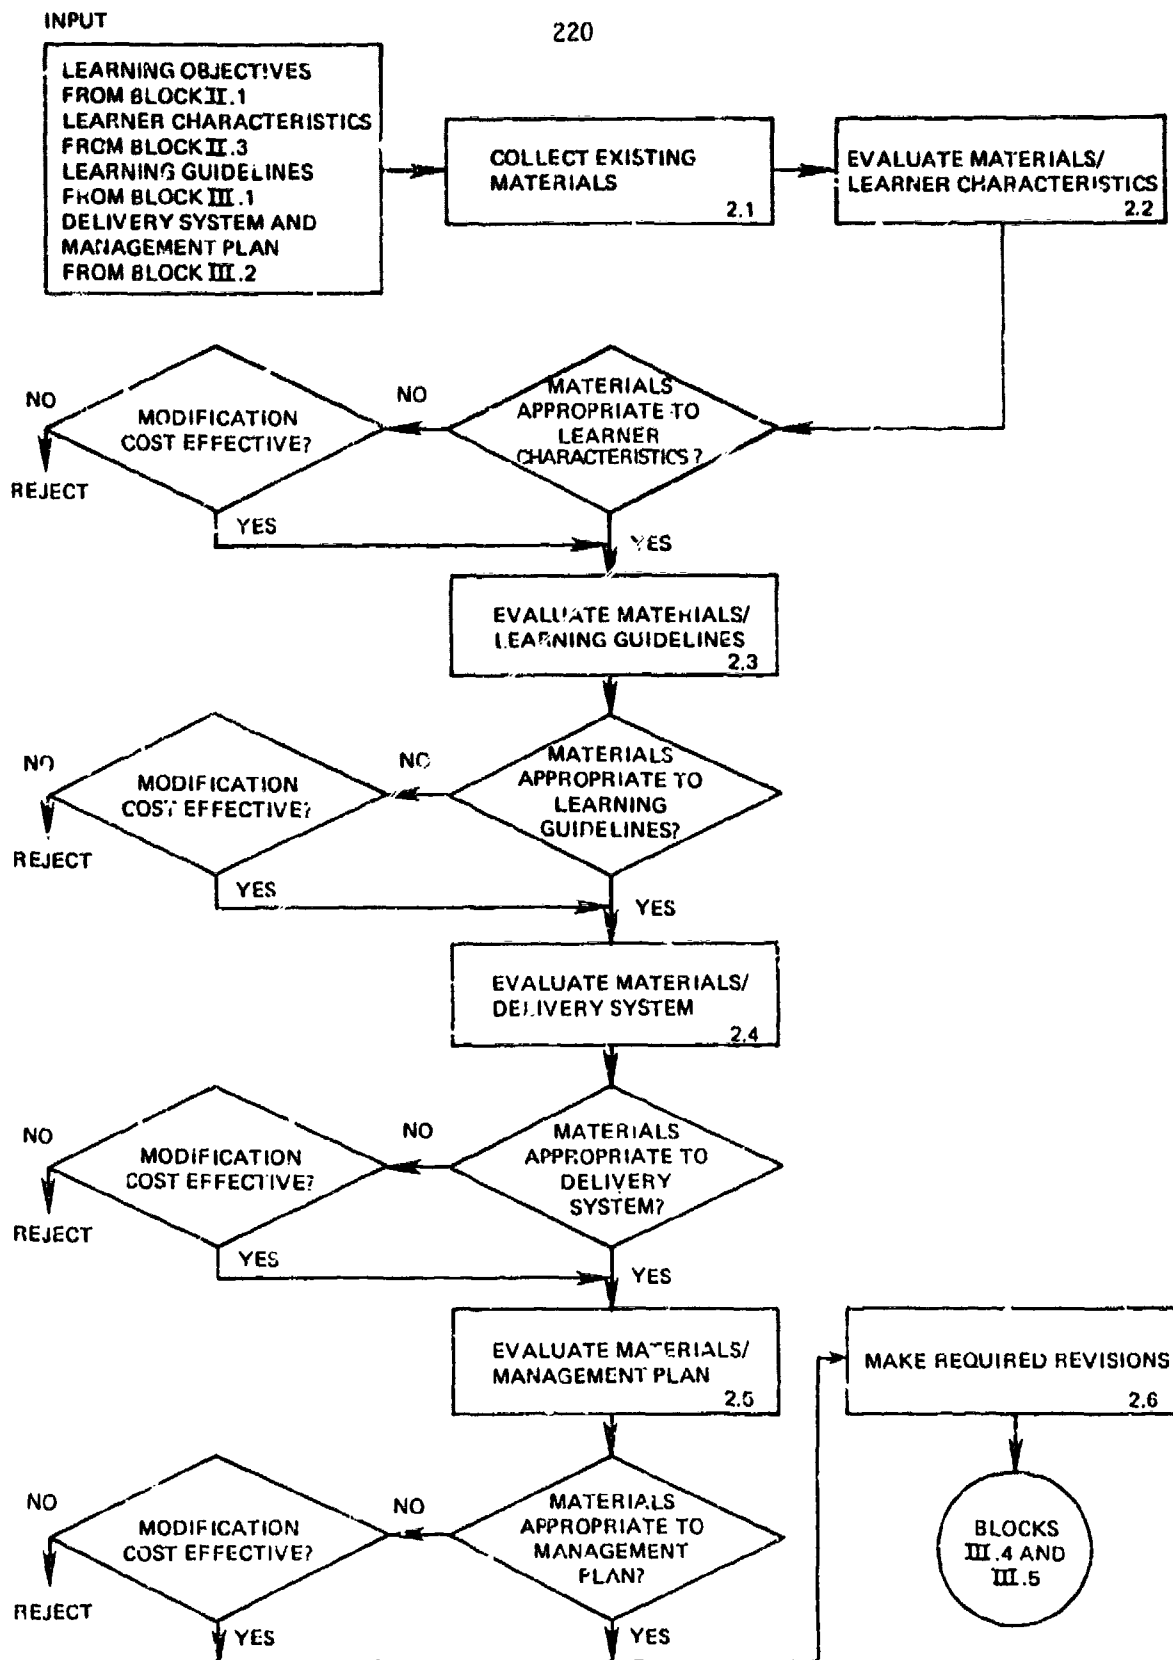 INPUT
220
LEARNING OBJECTIVES
FROM BLOCK II.1
LEARNER CHARACTERISTICS
FROM BLOCK II.3
LEARNING GUIDELINES
FROM BLOCK III.1
DELIVERY SYSTEM AND
MANAGEMENT PLAN
FROM BLOCK III.2
COLLECT EXISTING
MATERIALS
2.1
EVALUATE MATERIALS/
LEARNER CHARACTERISTICS
2.2
MATERIALS
APPROPRIATE TO
LEARNER
CHARACTERISTICS?
NO
MODIFICATION
COST EFFECTIVE?
NO
REJECT
YES
YES
EVALUATE MATERIALS/
LEARNING GUIDELINES
2.3
MATERIALS
APPROPRIATE TO
LEARNING
GUIDELINES?
NO
MODIFICATION
COST EFFECTIVE?
NO
REJECT
YES
YES
EVALUATE MATERIALS/
DELIVERY SYSTEM
2.4
MATERIALS
APPROPRIATE TO
DELIVERY
SYSTEM?
NO
MODIFICATION
COST EFFECTIVE?
NO
REJECT
YES
YES
EVALUATE MATERIALS/
MANAGEMENT PLAN
2.5
MATERIALS
APPROPRIATE TO
MANAGEMENT
PLAN?
NO
MODIFICATION
COST EFFECTIVE?
NO
REJECT
YES
YES
MAKE REQUIRED REVISIONS
2.6
BLOCKS
III.4 AND
III.5